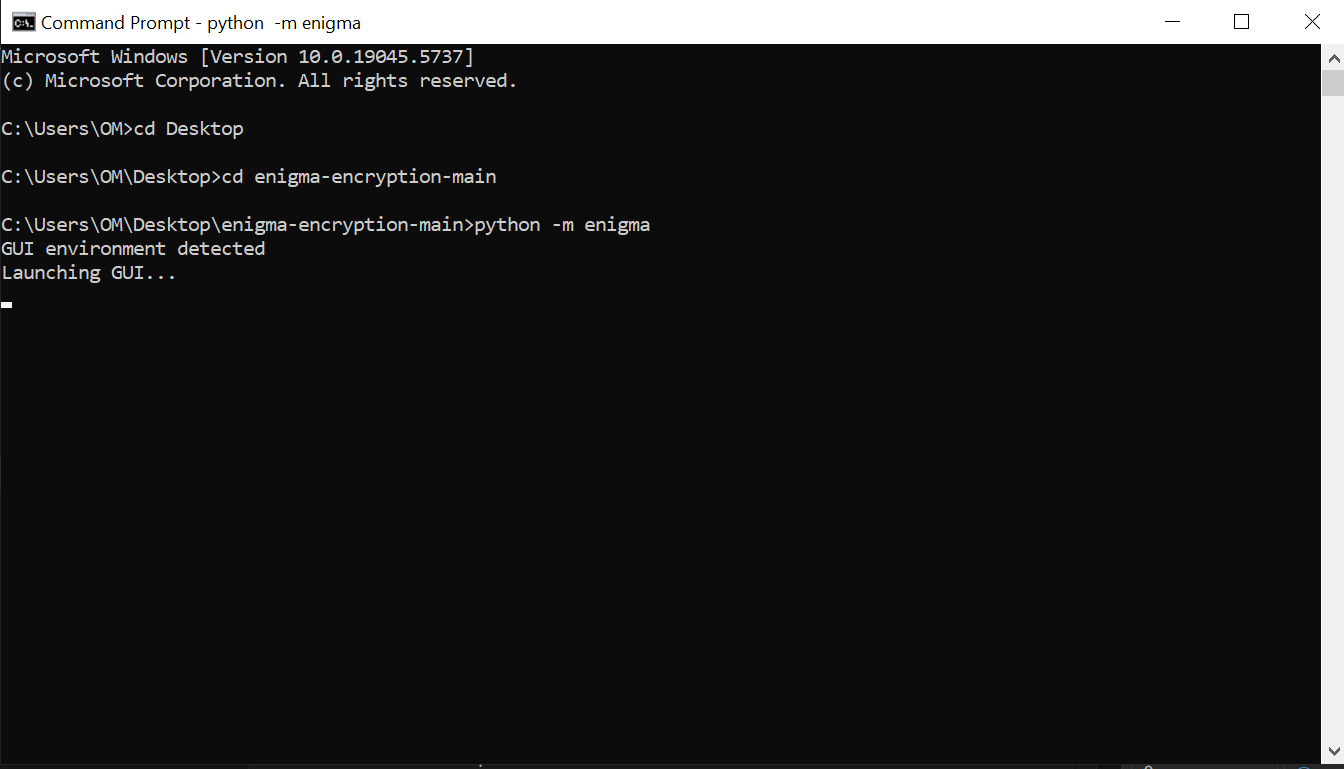 Command Prompt - python  -m enigma
Microsoft Windows [Version 10.0.19045.5737]
(c) Microsoft Corporation. All rights reserved.
C:\Users\OM>cd Desktop
C:\Users\OM\Desktop>cd enigma-encryption-main
C:\Users\OM\Desktop\enigma-encryption-main>python -m enigma
GUI environment detected
Launching GUI...